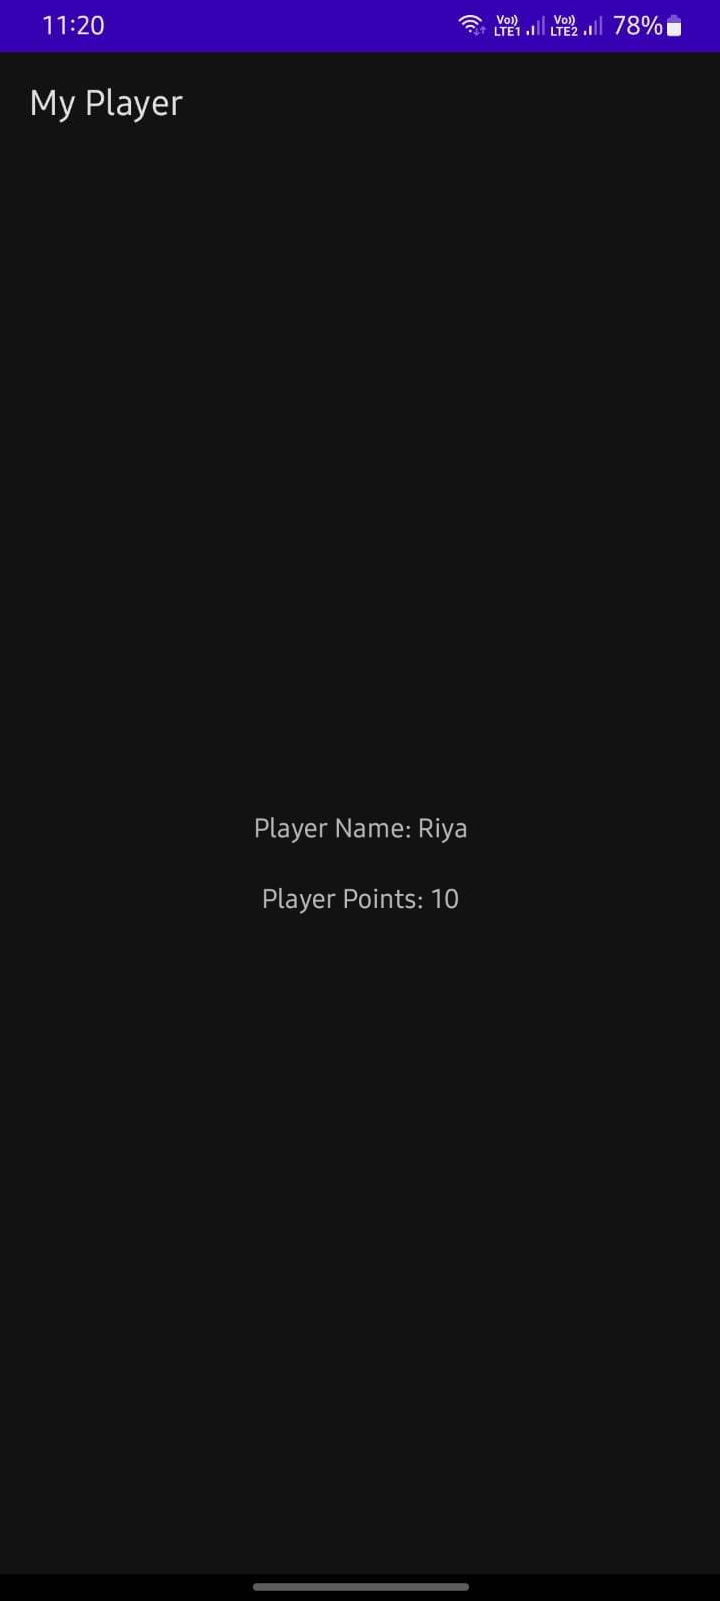 11:20
Vo)) LTE1 Vo)) LTE2 78%
My Player
Player Name: Riya
Player Points: 10